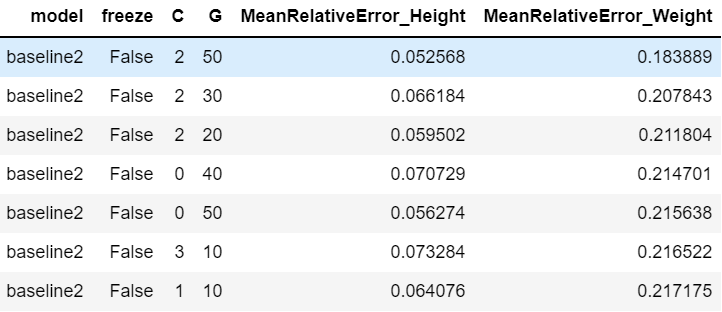 model freeze C G MeanRelativeError_Height MeanRelativeError_Weight
baseline2 False 2 50 0.052568 0.183889
baseline2 False 2 30 0.066184 0.207843
baseline2 False 2 20 0.059502 0.211804
baseline2 False 0 40 0.070729 0.214701
baseline2 False 0 50 0.056274 0.215638
baseline2 False 3 10 0.073284 0.216522
baseline2 False 1 10 0.064076 0.217175